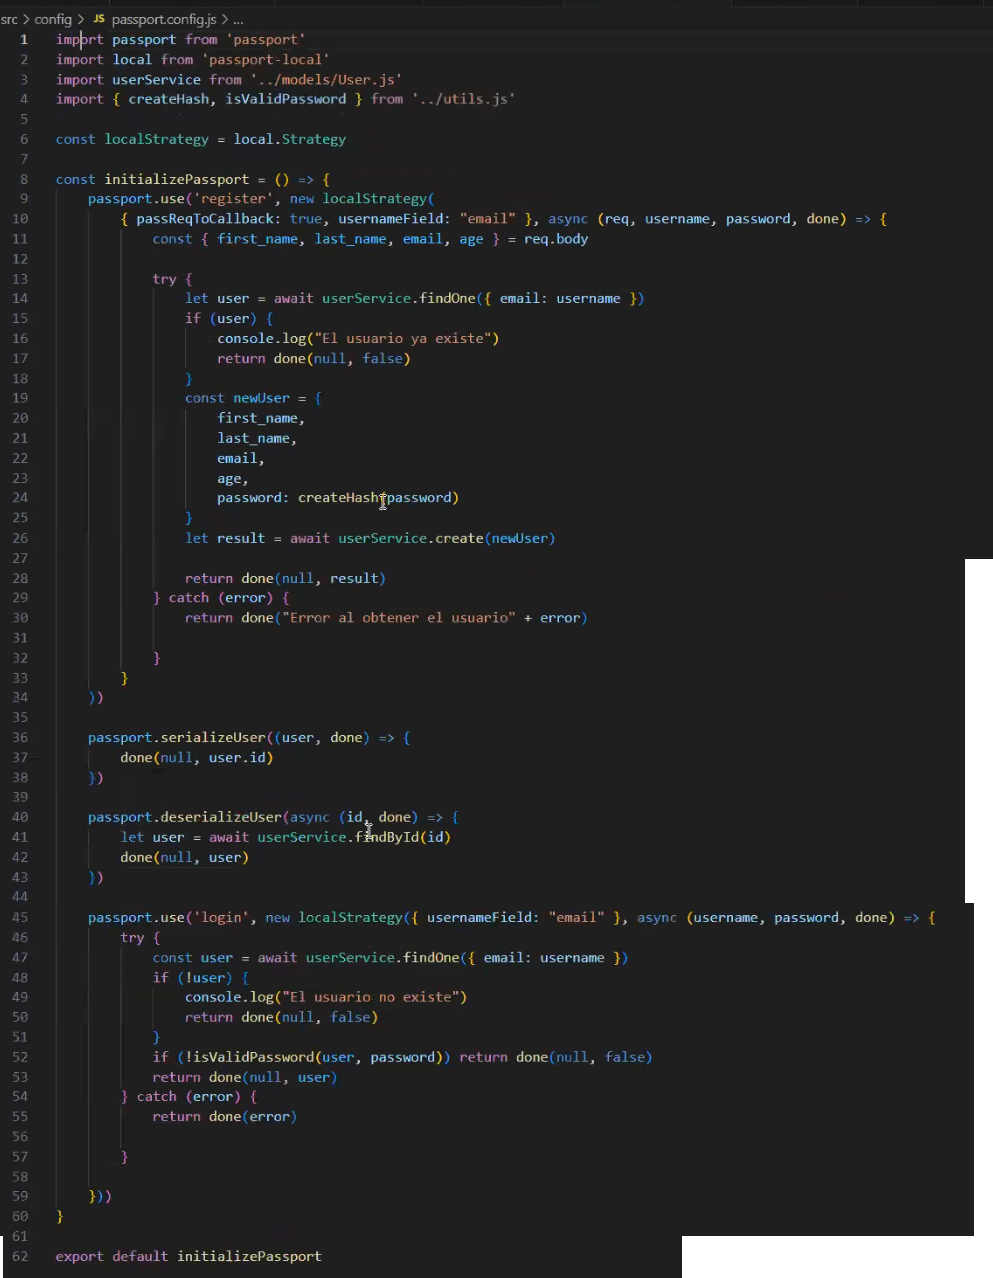 src > config > JS passport.config.js > ...
1 import passport from 'passport'
2 import local from 'passport-local'
3 import userService from '../models/User.js'
4 import { createHash, isValidPassword } from '../utils.js'
5
6 const localStrategy = local.Strategy
7
8 const initializePassport = () => {
9 passport.use('register', new localStrategy(
10 { passReqToCallback: true, usernameField: "email" }, async (req, username, password, done) => {
11 const { first_name, last_name, email, age } = req.body
12
13 try {
14 let user = await userService.findOne({ email: username })
15 if (user) {
16 console.log("El usuario ya existe")
17 return done(null, false)
18 }
19 const newUser = {
20 first_name,
21 last_name,
22 email,
23 age,
24 password: createHash(password)
25 }
26 let result = await userService.create(newUser)
27
28 return done(null, result)
29 } catch (error) {
30 return done("Error al obtener el usuario" + error)
31
32 }
33 }
34 ))
35
36 passport.serializeUser((user, done) => {
37 done(null, user.id)
38 })
39
40 passport.deserializeUser(async (id, done) => {
41 let user = await userService.findById(id)
42 done(null, user)
43 })
44
45 passport.use('login', new localStrategy({ usernameField: "email" }, async (username, password, done) => {
46 try {
47 const user = await userService.findOne({ email: username })
48 if (!user) {
49 console.log("El usuario no existe")
50 return done(null, false)
51 }
52 if (!isValidPassword(user, password)) return done(null, false)
53 return done(null, user)
54 } catch (error) {
55 return done(error)
56
57 }
58
59 }))
60 }
61
62 export default initializePassport